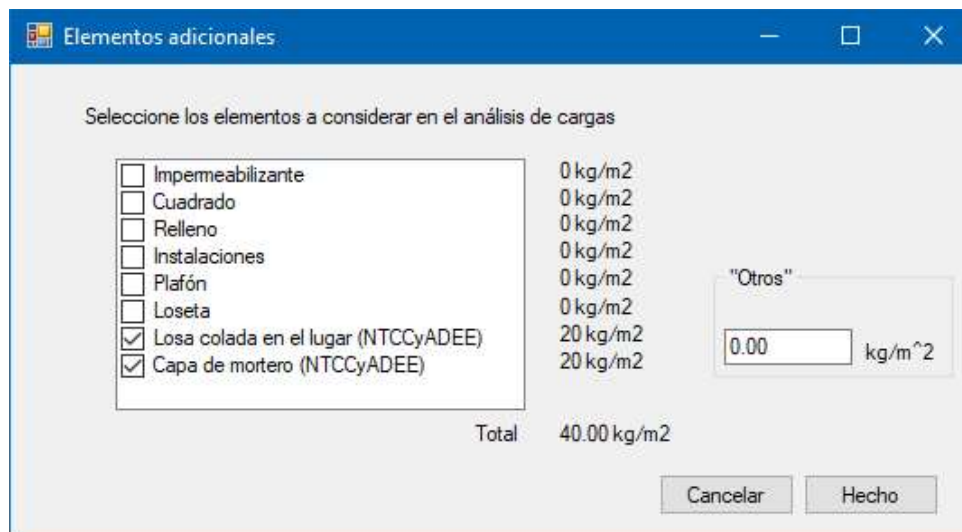 Elementos adicionales
Seleccione los elementos a considerar en el análisis de cargas
Impermeabilizante 0 kg/m2
Cuadrado 0 kg/m2
Relleno 0 kg/m2
Instalaciones 0 kg/m2
Plafón 0 kg/m2
Loseta 0 kg/m2
Losa colada en el lugar (NTCCyADEE) 20 kg/m2
Capa de mortero (NTCCyADEE) 20 kg/m2
"Otros"
0.00 kg/m^2
Total 40.00 kg/m2
Cancelar Hecho